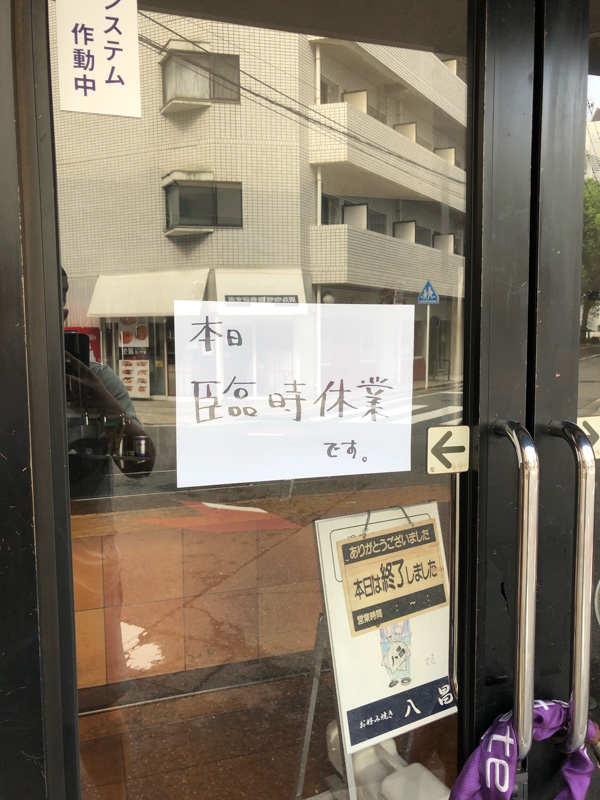 ステム
作動中
本日
臨時休業
です。
ありがとうございました
本日は終了しました
営業時間 : ~ :
お好み焼き 八昌
te